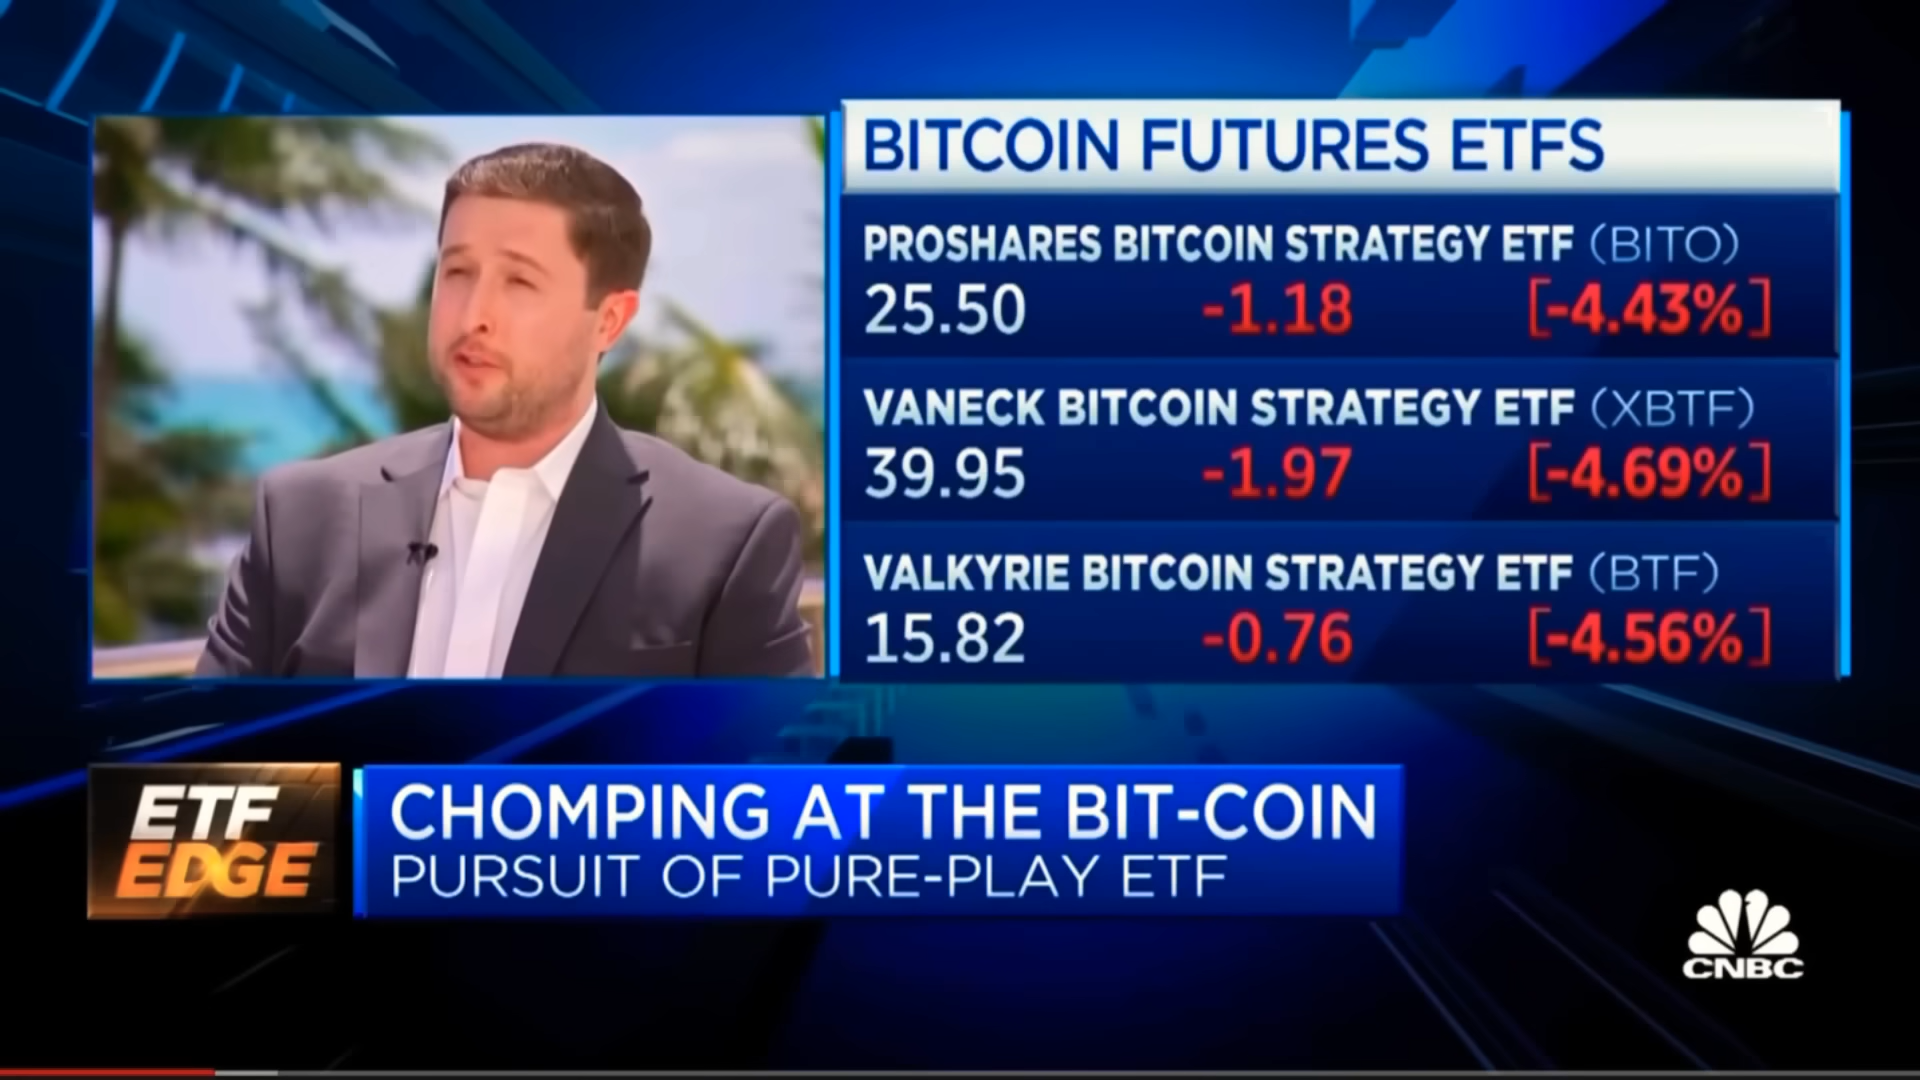 BITCOIN FUTURES ETFS
PROSHARES BITCOIN STRATEGY ETF (BITO)
25.50 -1.18 [-4.43%]
VANECK BITCOIN STRATEGY ETF (XBTF)
39.95 -1.97 [-4.69%]
VALKYRIE BITCOIN STRATEGY ETF (BTF)
15.82 -0.76 [-4.56%]
ETF
EDGE
CHOMPING AT THE BIT-COIN
PURSUIT OF PURE-PLAY ETF
CNBC